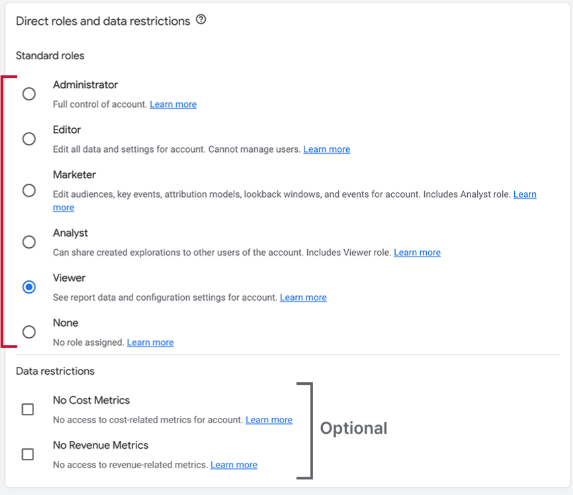 Direct roles and data restrictions
Standard roles
Administrator
Full control of account. Learn more
Editor
Edit all data and settings for account. Cannot manage users. Learn more
Marketer
Edit audiences, key events, attribution models, lookback windows, and events for account. Includes Analyst role. Learn
more
Analyst
Can share created explorations to other users of the account. Includes Viewer role. Learn more
Viewer
See report data and configuration settings for account. Learn more
None
No role assigned. Learn more
Data restrictions
No Cost Metrics
No access to cost-related metrics for account. Learn more
No Revenue Metrics
No access to revenue-related metrics. Learn more
Optional